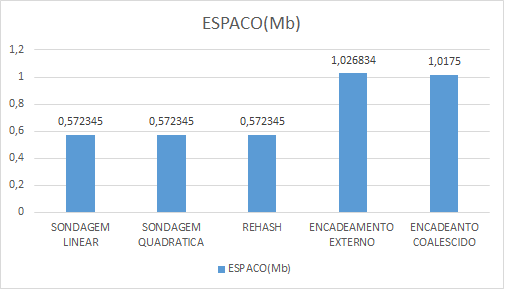 ESPACO(Mb)
1,2
1
0,8
0,6
0,4
0,2
0
0,572345
0,572345
0,572345
1,026834
1,0175
SONDAGEM
LINEAR
SONDAGEM
QUADRATICA
REHASH
ENCADEAMENTO
EXTERNO
ENCADEANTO
COALESCIDO
ESPACO(Mb)